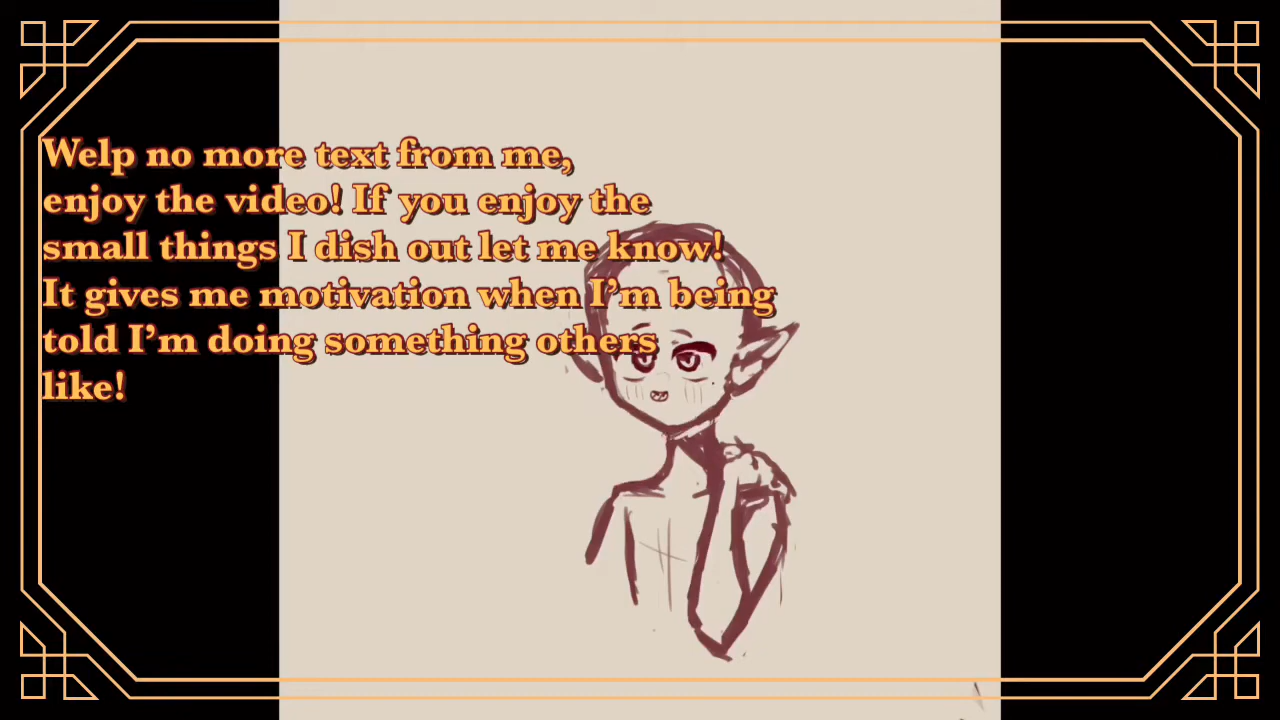 Welp no more text from me,
enjoy the video! If you enjoy the
small things I dish out let me know!
It gives me motivation when I'm being
told I'm doing something others
like!